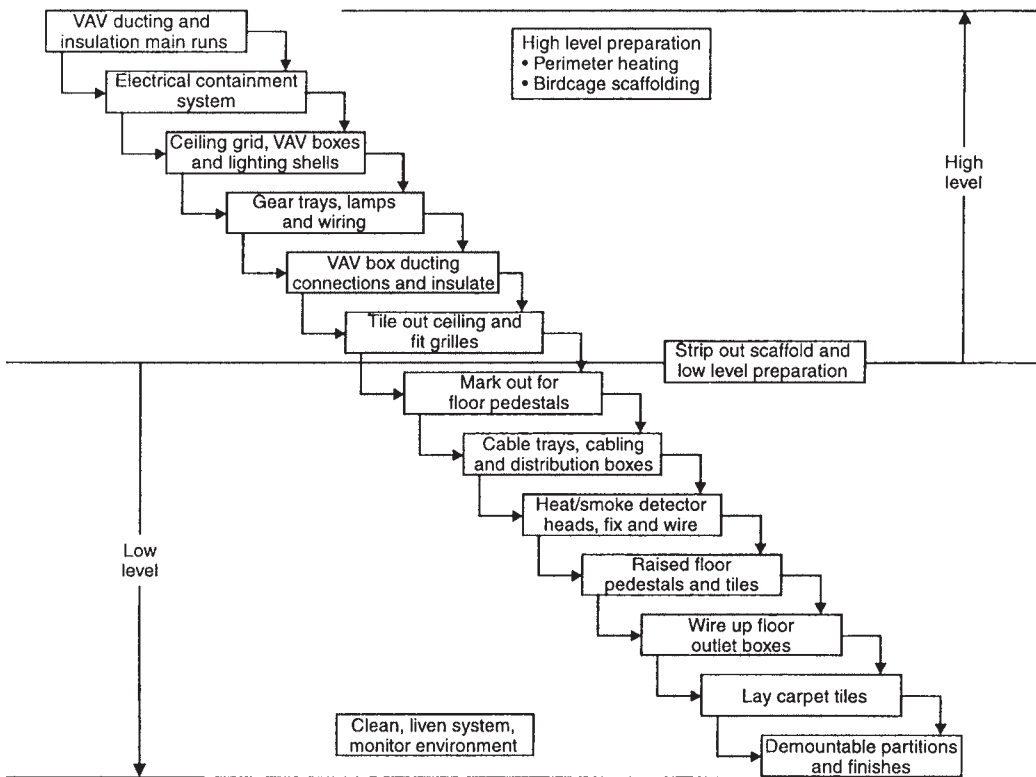 VAV ducting and
insulation main runs
High level preparation
• Perimeter heating
• Birdcage scaffolding
Electrical containment
system
Ceiling grid, VAV boxes
and lighting shells
High
level
Gear trays, lamps
and wiring
VAV box ducting
connections and insulate
Tile out ceiling and
fit grilles
Strip out scaffold and
low level preparation
Mark out for
floor pedestals
Cable trays, cabling
and distribution boxes
Heat/smoke detector
heads, fix and wire
Low
level
Raised floor
pedestals and tiles
Wire up floor
outlet boxes
Lay carpet tiles
Clean, liven system,
monitor environment
Demountable partitions
and finishes